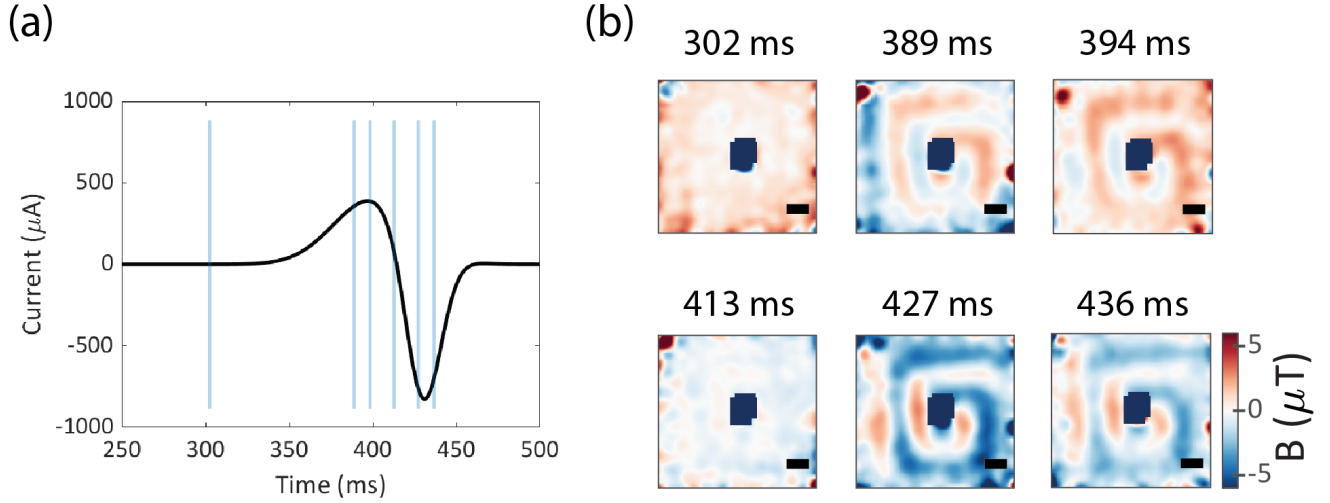 (a)
(b)
302 ms
389 ms
394 ms
1000
500
0
-500
-1000
Current (μA)
250
300
350
400
450
500
Time (ms)
413 ms
427 ms
436 ms
5
0
-5
B (μT)